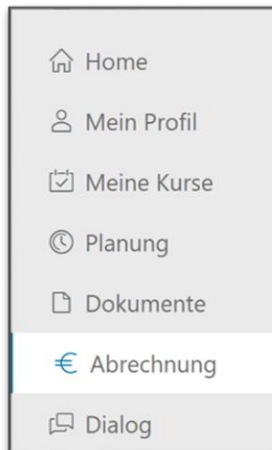 Home
Mein Profil
Meine Kurse
Planung
Dokumente
Abrechnung
Dialog